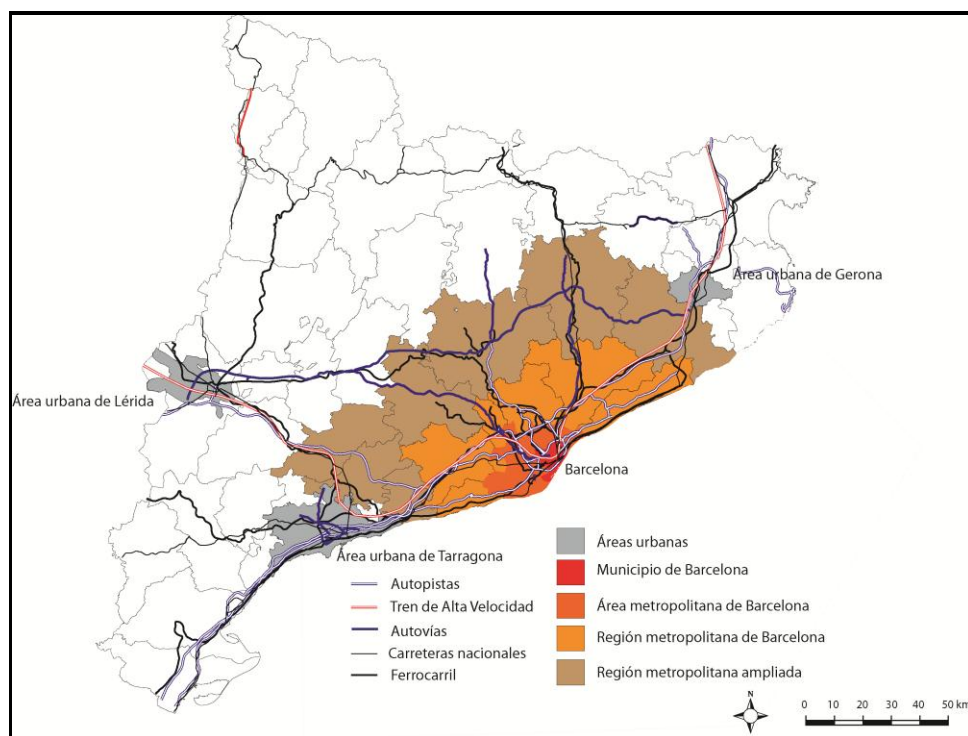 Área urbana de Gerona
Área urbana de Lérida
Barcelona
Área urbana de Tarragona
Autopistas
Tren de Alta Velocidad
Autovías
Carreteras nacionales
Ferrocarril
Áreas urbanas
Municipio de Barcelona
Área metropolitana de Barcelona
Región metropolitana de Barcelona
Región metropolitana ampliada
N
0 10 20 30 40 50 km